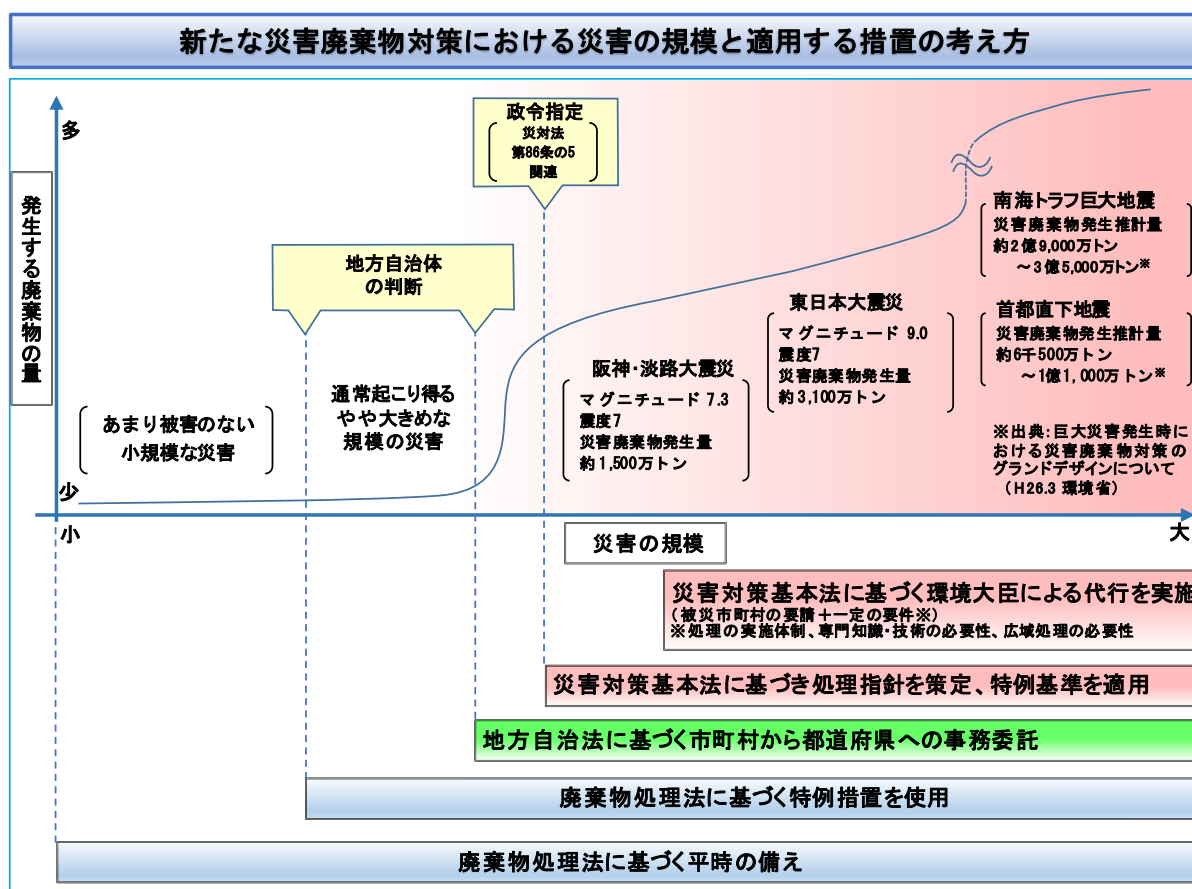 新たな災害廃棄物対策における災害の規模と適用する措置の考え方
多
発生する廃棄物の量
政令指定
災対法
第86条の5
関連
地方自治体
の判断
南海トラフ巨大地震
災害廃棄物発生推計量
約2億9,000万トン
～3億5,000万トン※
東日本大震災
マグニチュード 9.0
震度7
災害廃棄物発生量
約3,100万トン
首都直下地震
災害廃棄物発生推計量
約6千500万トン
～1億1,000万トン※
阪神・淡路大震災
マグニチュード 7.3
震度7
災害廃棄物発生量
約1,500万トン
通常起こり得る
やや大きめな
規模の災害
あまり被害のない
小規模な災害
※出典：巨大災害発生時に
おける災害廃棄物対策の
グランドデザインについて
（H26.3 環境省）
少
小
大
災害の規模
災害対策基本法に基づく環境大臣による代行を実施
（被災市町村の要請＋一定の要件※）
※処理の実施体制、専門知識・技術の必要性、広域処理の必要性
災害対策基本法に基づき処理指針を策定、特例基準を適用
地方自治法に基づく市町村から都道府県への事務委託
廃棄物処理法に基づく特例措置を使用
廃棄物処理法に基づく平時の備え